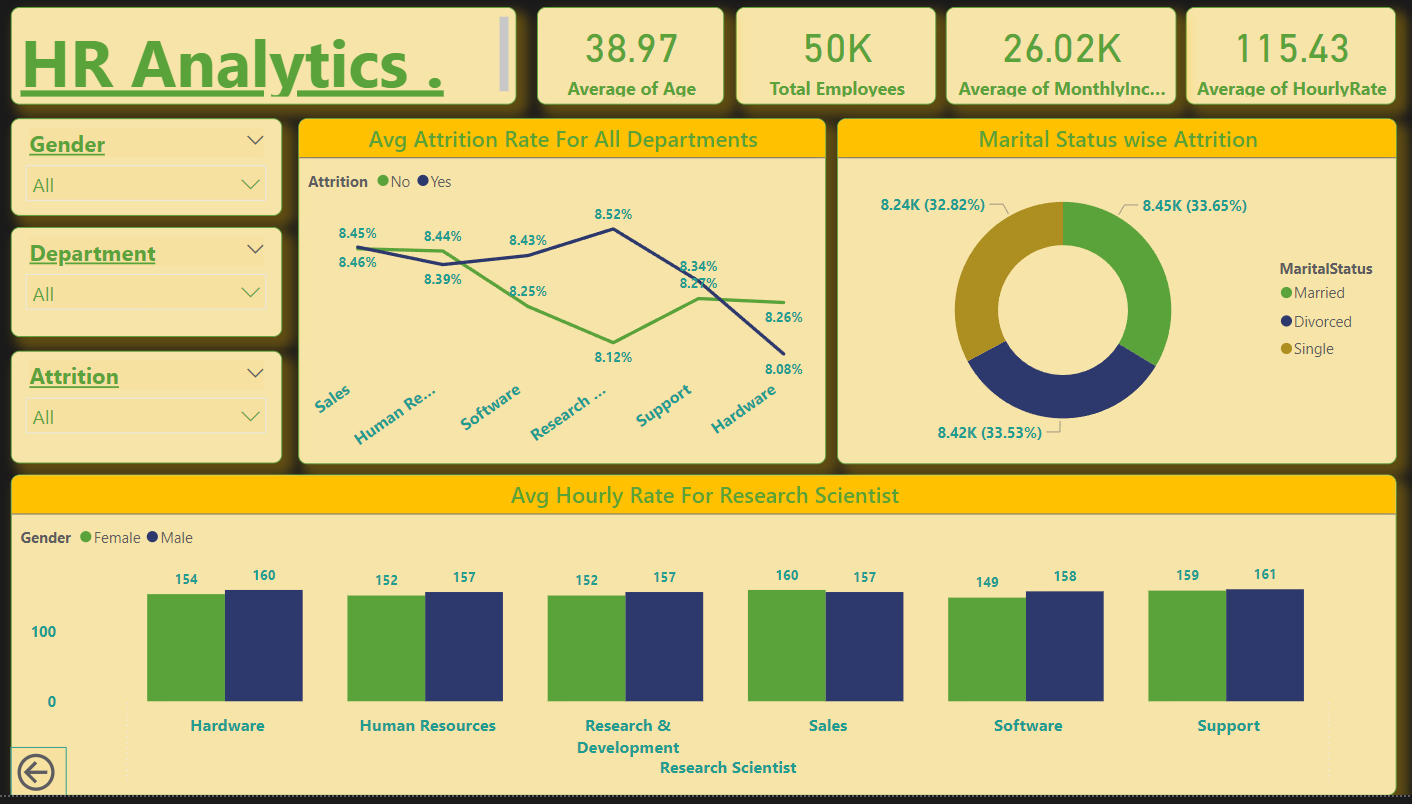 HR Analytics .
38.97
Average of Age
50K
Total Employees
26.02K
Average of MonthlyInc...
115.43
Average of HourlyRate
Gender
All
Department
All
Attrition
All
Avg Attrition Rate For All Departments
Attrition No Yes
8.45%
8.46%
8.44%
8.39%
8.43%
8.25%
8.52%
8.12%
8.34%
8.27%
8.26%
8.08%
Sales
Human Re...
Software
Research ...
Support
Hardware
Marital Status wise Attrition
8.24K (32.82%)
8.45K (33.65%)
8.42K (33.53%)
MaritalStatus
Married
Divorced
Single
Avg Hourly Rate For Research Scientist
Gender Female Male
154 160 152 157 152 157 160 157 149 158 159 161
100
0
Hardware Human Resources Research & Sales Software Support
Development
Research Scientist